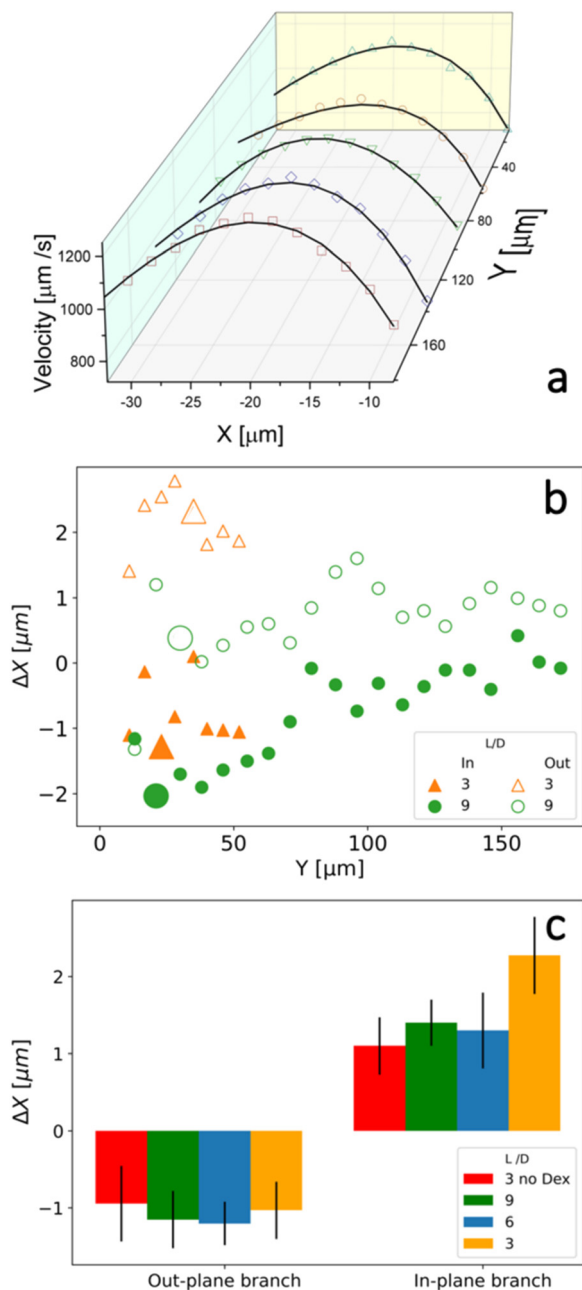 1200
1000
800
Velocity [μm /s]
-30
-25
-20
-15
-10
X [μm]
40
80
120
160
Y [μm]
a
b
2
1
0
−1
−2
ΔX [μm]
L/D
In Out
3 3
9 9
0 50 100 150
Y [μm]
c
2
1
0
−1
ΔX [μm]
L /D
3 no Dex
9
6
3
Out-plane branch In-plane branch